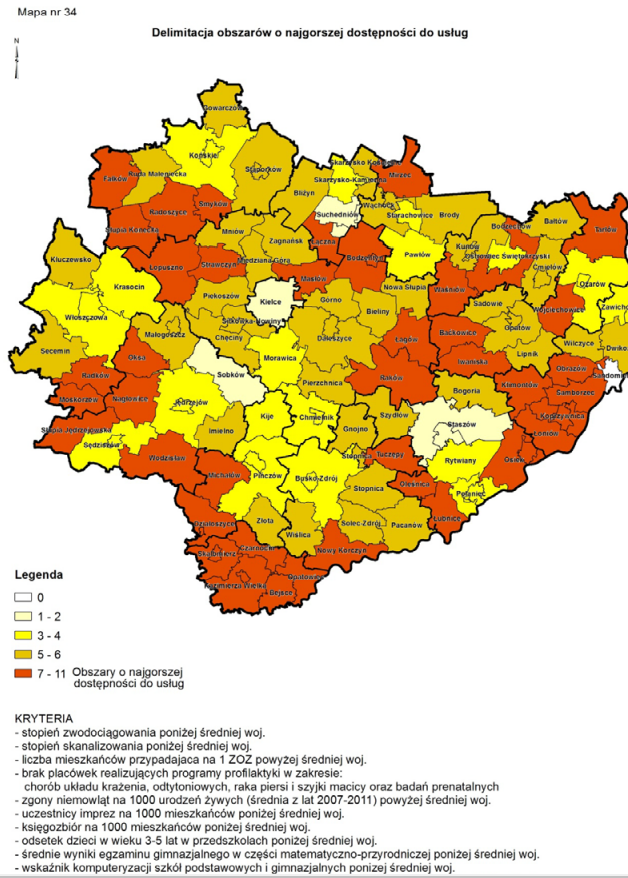 Mapa nr 34
Delimitacja obszarów o najgorszej dostępności do usług
N
Gowarczów
Końskie
Ruda Maleniecka
Fałków
Stąporków
Skarżysko-Kamienna
Mirzec
Bliżyn
Radoszyce
Smyków
Suchedniów
Wąchock
Starachowice
Brody
Bodzechów
Bałtów
Tarłów
Słupia Konecka
Mniów
Zagnańsk
Łączna
Kluczewsko
Łopuszno
Strawczyn
Miedziana Góra
Bodzentyn
Pawłów
Kunów
Ostrowiec Świętokrzyski
Ćmielów
Masłów
Krasocin
Piekoszów
Kielce
Górno
Nowa Słupia
Waśniów
Sadowie
Wojciechowice
Ożarów
Włoszczowa
Sitkówka-Nowiny
Bieliny
Małogoszcz
Chęciny
Daleszyce
Łagów
Baćkowice
Opatów
Lipnik
Wilczyce
Secemin
Oksa
Morawica
Iwaniska
Obrazów
Radków
Sobków
Pierzchnica
Raków
Klimontów
Samborzec
Moskorzew
Nagłowice
Jędrzejów
Bogoria
Koprzywnica
Słupia Jędrzejowska
Kije
Chmielnik
Szydłów
Staszów
Łoniów
Sędziszów
Imielno
Gnojno
Wodzisław
Stopnica
Tuczępy
Rytwiany
Osiek
Michałów
Pińczów
Busko-Zdrój
Stopnica
Oleśnica
Połaniec
Działoszyce
Złota
Wiślica
Solec-Zdrój
Pacanów
Łubnice
Skalbmierz
Czarnocin
Nowy Korczyn
Kazimierza Wielka
Opatowiec
Bejsce
Legenda
0
1 - 2
3 - 4
5 - 6
7 - 11 Obszary o najgorszej
dostępności do usług
KRYTERIA
- stopień zwodociągowania poniżej średniej woj.
- stopień skanalizowania poniżej średniej woj.
- liczba mieszkańców przypadajaca na 1 ZOZ powyżej średniej woj.
- brak placówek realizujących programy profilaktyki w zakresie:
chorób układu krażenia, odtytoniowych, raka piersi i szyjki macicy oraz badań prenatalnych
- zgony niemowląt na 1000 urodzeń żywych (średnia z lat 2007-2011) powyżej średniej woj.
- uczestnicy imprez na 1000 mieszkańców poniżej średniej woj.
- księgozbiór na 1000 mieszkańców poniżej średniej woj.
- odsetek dzieci w wieku 3-5 lat w przedszkolach poniżej średniej woj.
- średnie wyniki egzaminu gimnazjalnego w części matematyczno-przyrodniczej poniżej średniej woj.
- wskaźnik komputeryzacji szkół podstawowych i gimnazjalnych ponizej średniej woj.